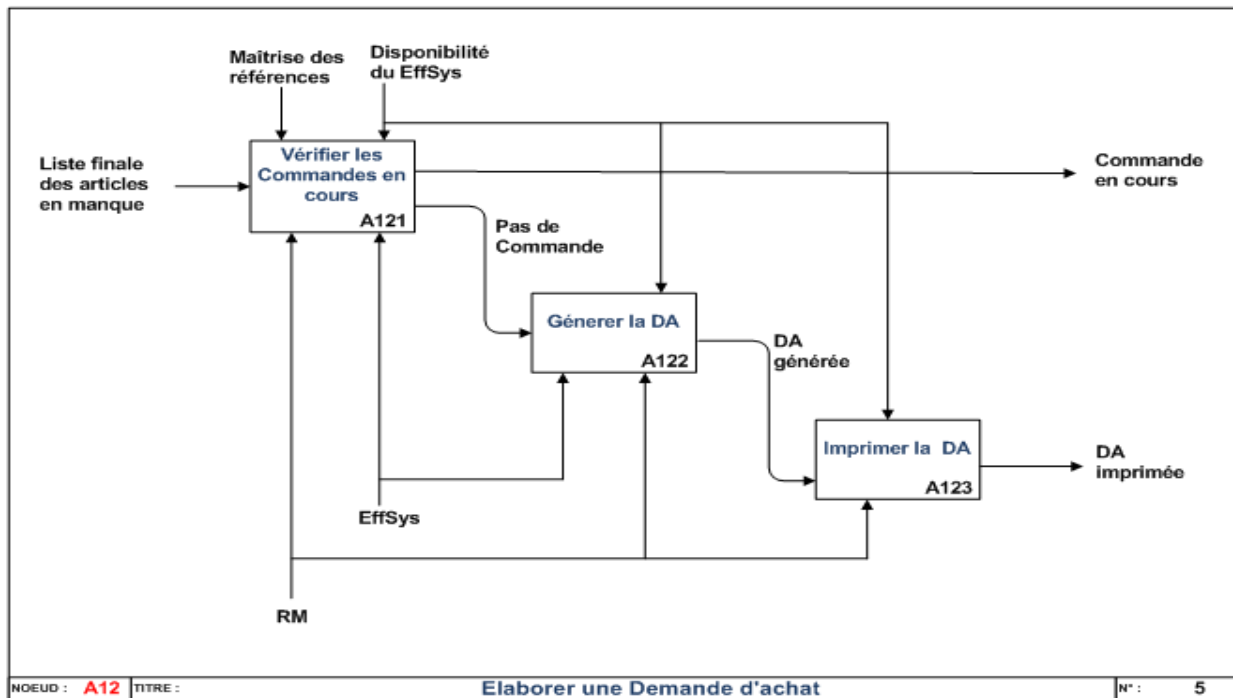 Maîtrise des
références
Disponibilité
du EffSys
Liste finale
des articles
en manque
Vérifier les
Commandes en
cours
A121
Commande
en cours
Pas de
Commande
Génerer la DA
A122
DA
générée
Imprimer la DA
A123
DA
imprimée
EffSys
RM
NOEUD : A12 TITRE : Elaborer une Demande d'achat N° : 5